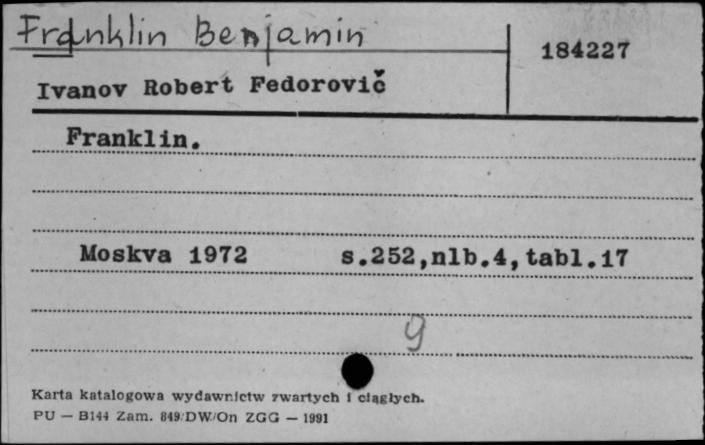 Franklin Benjamin
184227
Ivanov Robert Fedorovič
Franklin.
Moskva 1972 s.252,nlb.4,tabl.17
g
Karta katalogowa wydawnictw zwartych i ciągłych.
PU — B144 Zam. 849/DW/On ZGG — 1991